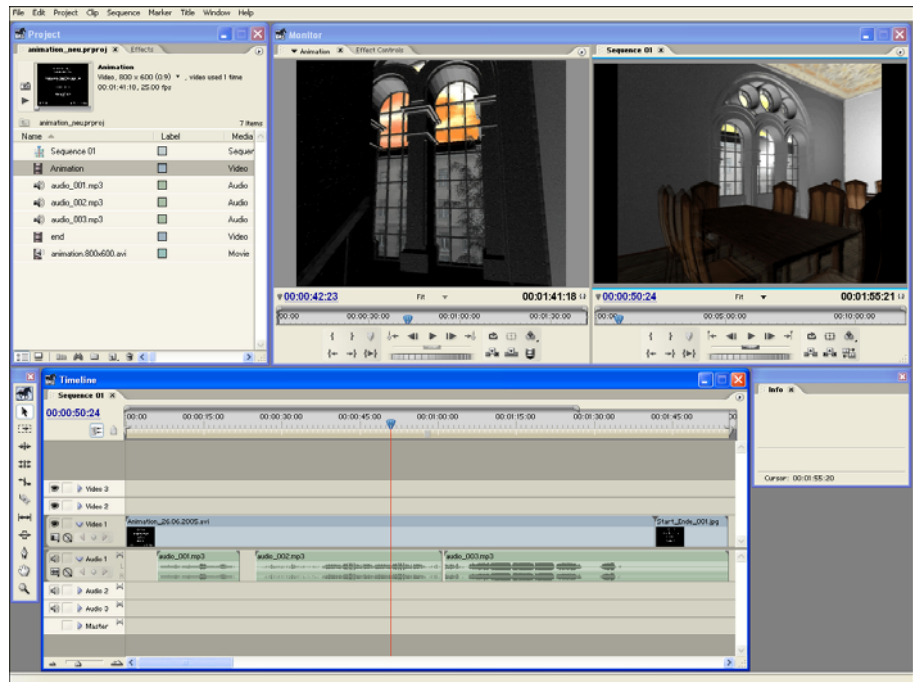 File Edit Project Clip Sequence Marker Title Window Help
Project
animation_neu.prproj Effects
Animation
Video, 800 x 600 (0.9) , video used 1 time
00:01:41:10, 25.00 fps
animation_neu.prproj 7 Items
Name Label Media
Sequence 01 Sequer
Animation Video
audio_001.mp3 Audio
audio_002.mp3 Audio
audio_003.mp3 Audio
end Video
animation.800x600.avi Movie
Monitor
Animation Effect Controls
00:00:42:23 Fit 00:01:41:18
00:00 00:00:30:00 00:01:00:00 00:01:30:00
Sequence 01
00:00:50:24 Fit 00:01:55:21
00:00 00:05:00:00 00:10:00:00
Timeline
Sequence 01
00:00:50:24
00:00 00:00:15:00 00:00:30:00 00:00:45:00 00:01:00:00 00:01:15:00 00:01:30:00 00:01:45:00 00
Video 3
Video 2
Video 1
Animation_26.06.2005.avi Start_Ende_001.jpg
Audio 1
audio_001.mp3 audio_002.mp3 audio_003.mp3
Audio 2
Audio 3
Master
Info
Cursor: 00:01:55:20